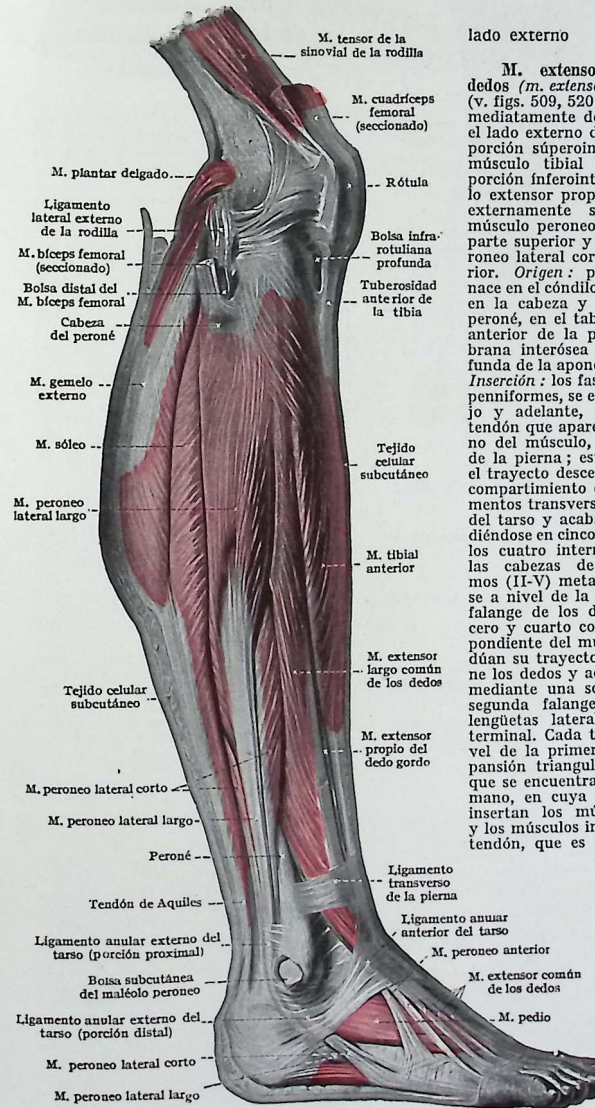 M. tensor de la
sinovial de la rodilla
M. cuadríceps
femoral
(seccionado)
Rótula
Bolsa infra-
rotuliana
profunda
Tuberosidad
anterior de
la tibia
Tejido
celular
subcutáneo
M. tibial
anterior
M. extensor
largo común
de los dedos
M. extensor
propio del
dedo gordo
Ligamento
transverso
de la pierna
Ligamento anular
anterior del tarso
M. peroneo anterior
M. extensor común
de los dedos
M. pedio
M. plantar delgado
Ligamento
lateral externo
de la rodilla
M. bíceps femoral
(seccionado)
Bolsa distal del
M. bíceps femoral
Cabeza
del peroné
M. gemelo
externo
M. sóleo
M. peroneo
lateral largo
Tejido celular
subcutáneo
M. peroneo lateral corto
M. peroneo lateral largo
Peroné
Tendón de Aquiles
Ligamento anular externo del
tarso (porción proximal)
Bolsa subcutánea
del maléolo peroneo
Ligamento anular externo del
tarso (porción distal)
M. peroneo lateral corto
M. peroneo lateral largo
lado externo
M. extenso
dedos (m. extens
(v. figs. 509, 520
mediatamente d
el lado externo d
porción súperoin
músculo tibial
porción ínferoint
lo extensor prop
externamente s
músculo peroneo
parte superior y
roneo lateral cor
rior. Origen : p
nace en el cóndil
en la cabeza y
peroné, en el tab
anterior de la p
brana interósea
funda de la apon
Inserción : los fas
penniformes, se e
jo y adelante,
tendón que apare
no del músculo,
de la pierna ; es
el trayecto desce
compartimiento
mentos transvers
del tarso y acab
diéndose en cinco
los cuatro intern
las cabezas de
mos (II-V) meta
se a nivel de la
falange de los d
cero y cuarto co
pondiente del mu
dúan su trayecto
ne los dedos y a
mediante una s
segunda falange
lengüetas latera
terminal. Cada t
vel de la primer
pansión triangul
que se encuentra
mano, en cuya
insertan los mú
y los músculos in
tendón, que es